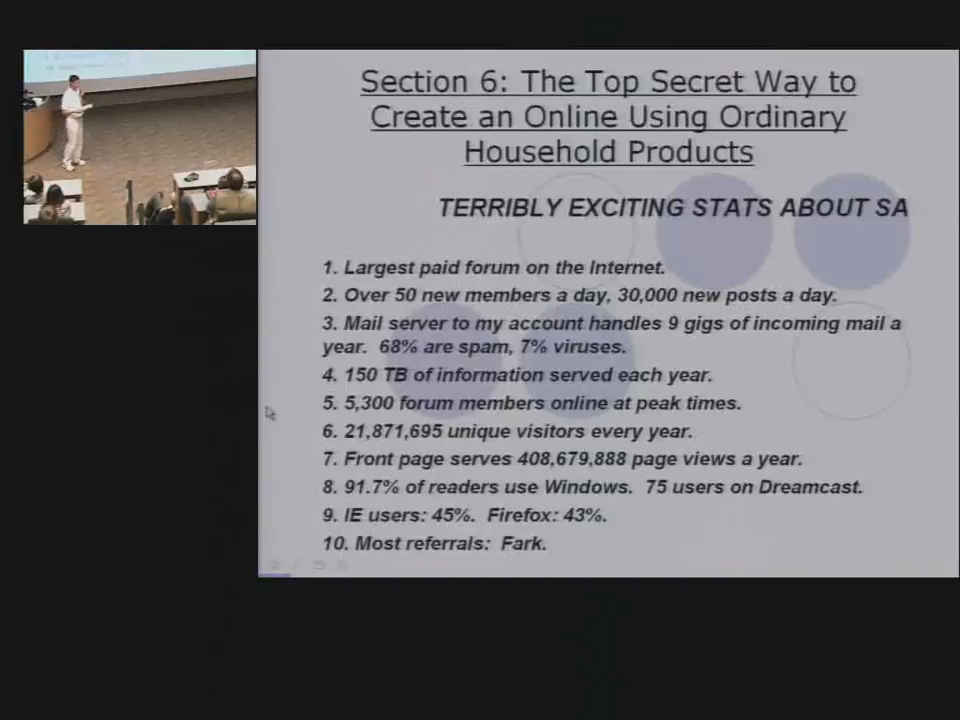 Section 6: The Top Secret Way to
Create an Online Using Ordinary
Household Products
TERRIBLY EXCITING STATS ABOUT SA
1. Largest paid forum on the Internet.
2. Over 50 new members a day, 30,000 new posts a day.
3. Mail server to my account handles 9 gigs of incoming mail a
year. 68% are spam, 7% viruses.
4. 150 TB of information served each year.
5. 5,300 forum members online at peak times.
6. 21,871,695 unique visitors every year.
7. Front page serves 408,679,888 page views a year.
8. 91.7% of readers use Windows. 75 users on Dreamcast.
9. IE users: 45%. Firefox: 43%.
10. Most referrals: Fark.